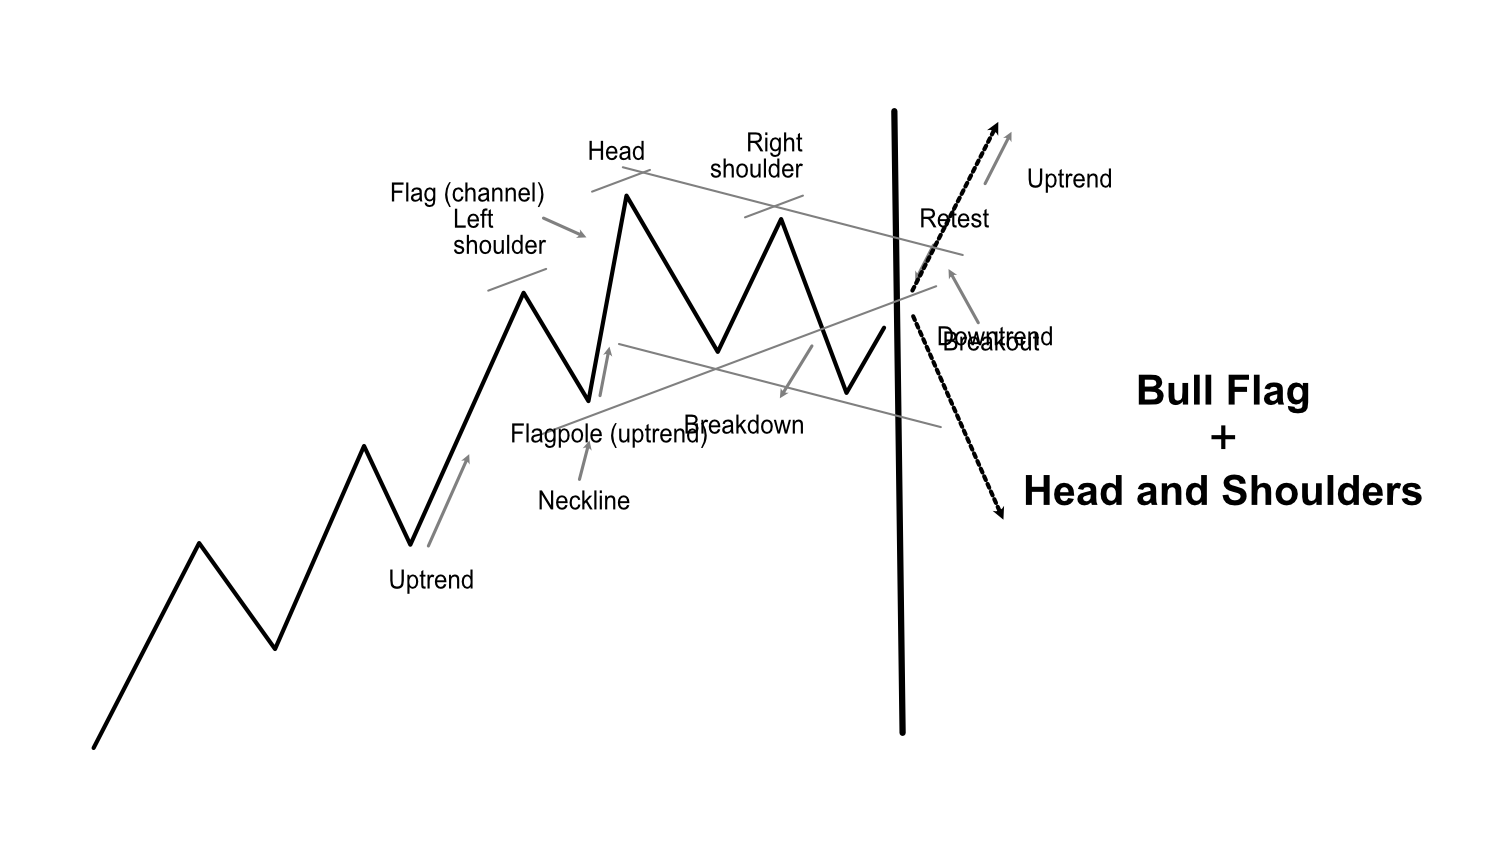 Head
Right
shoulder
Flag (channel)
Left
shoulder
Uptrend
Retest
Downtrend
Breakout
Flagpole (uptrend)
Breakdown
Neckline
Uptrend
Bull Flag
+
Head and Shoulders